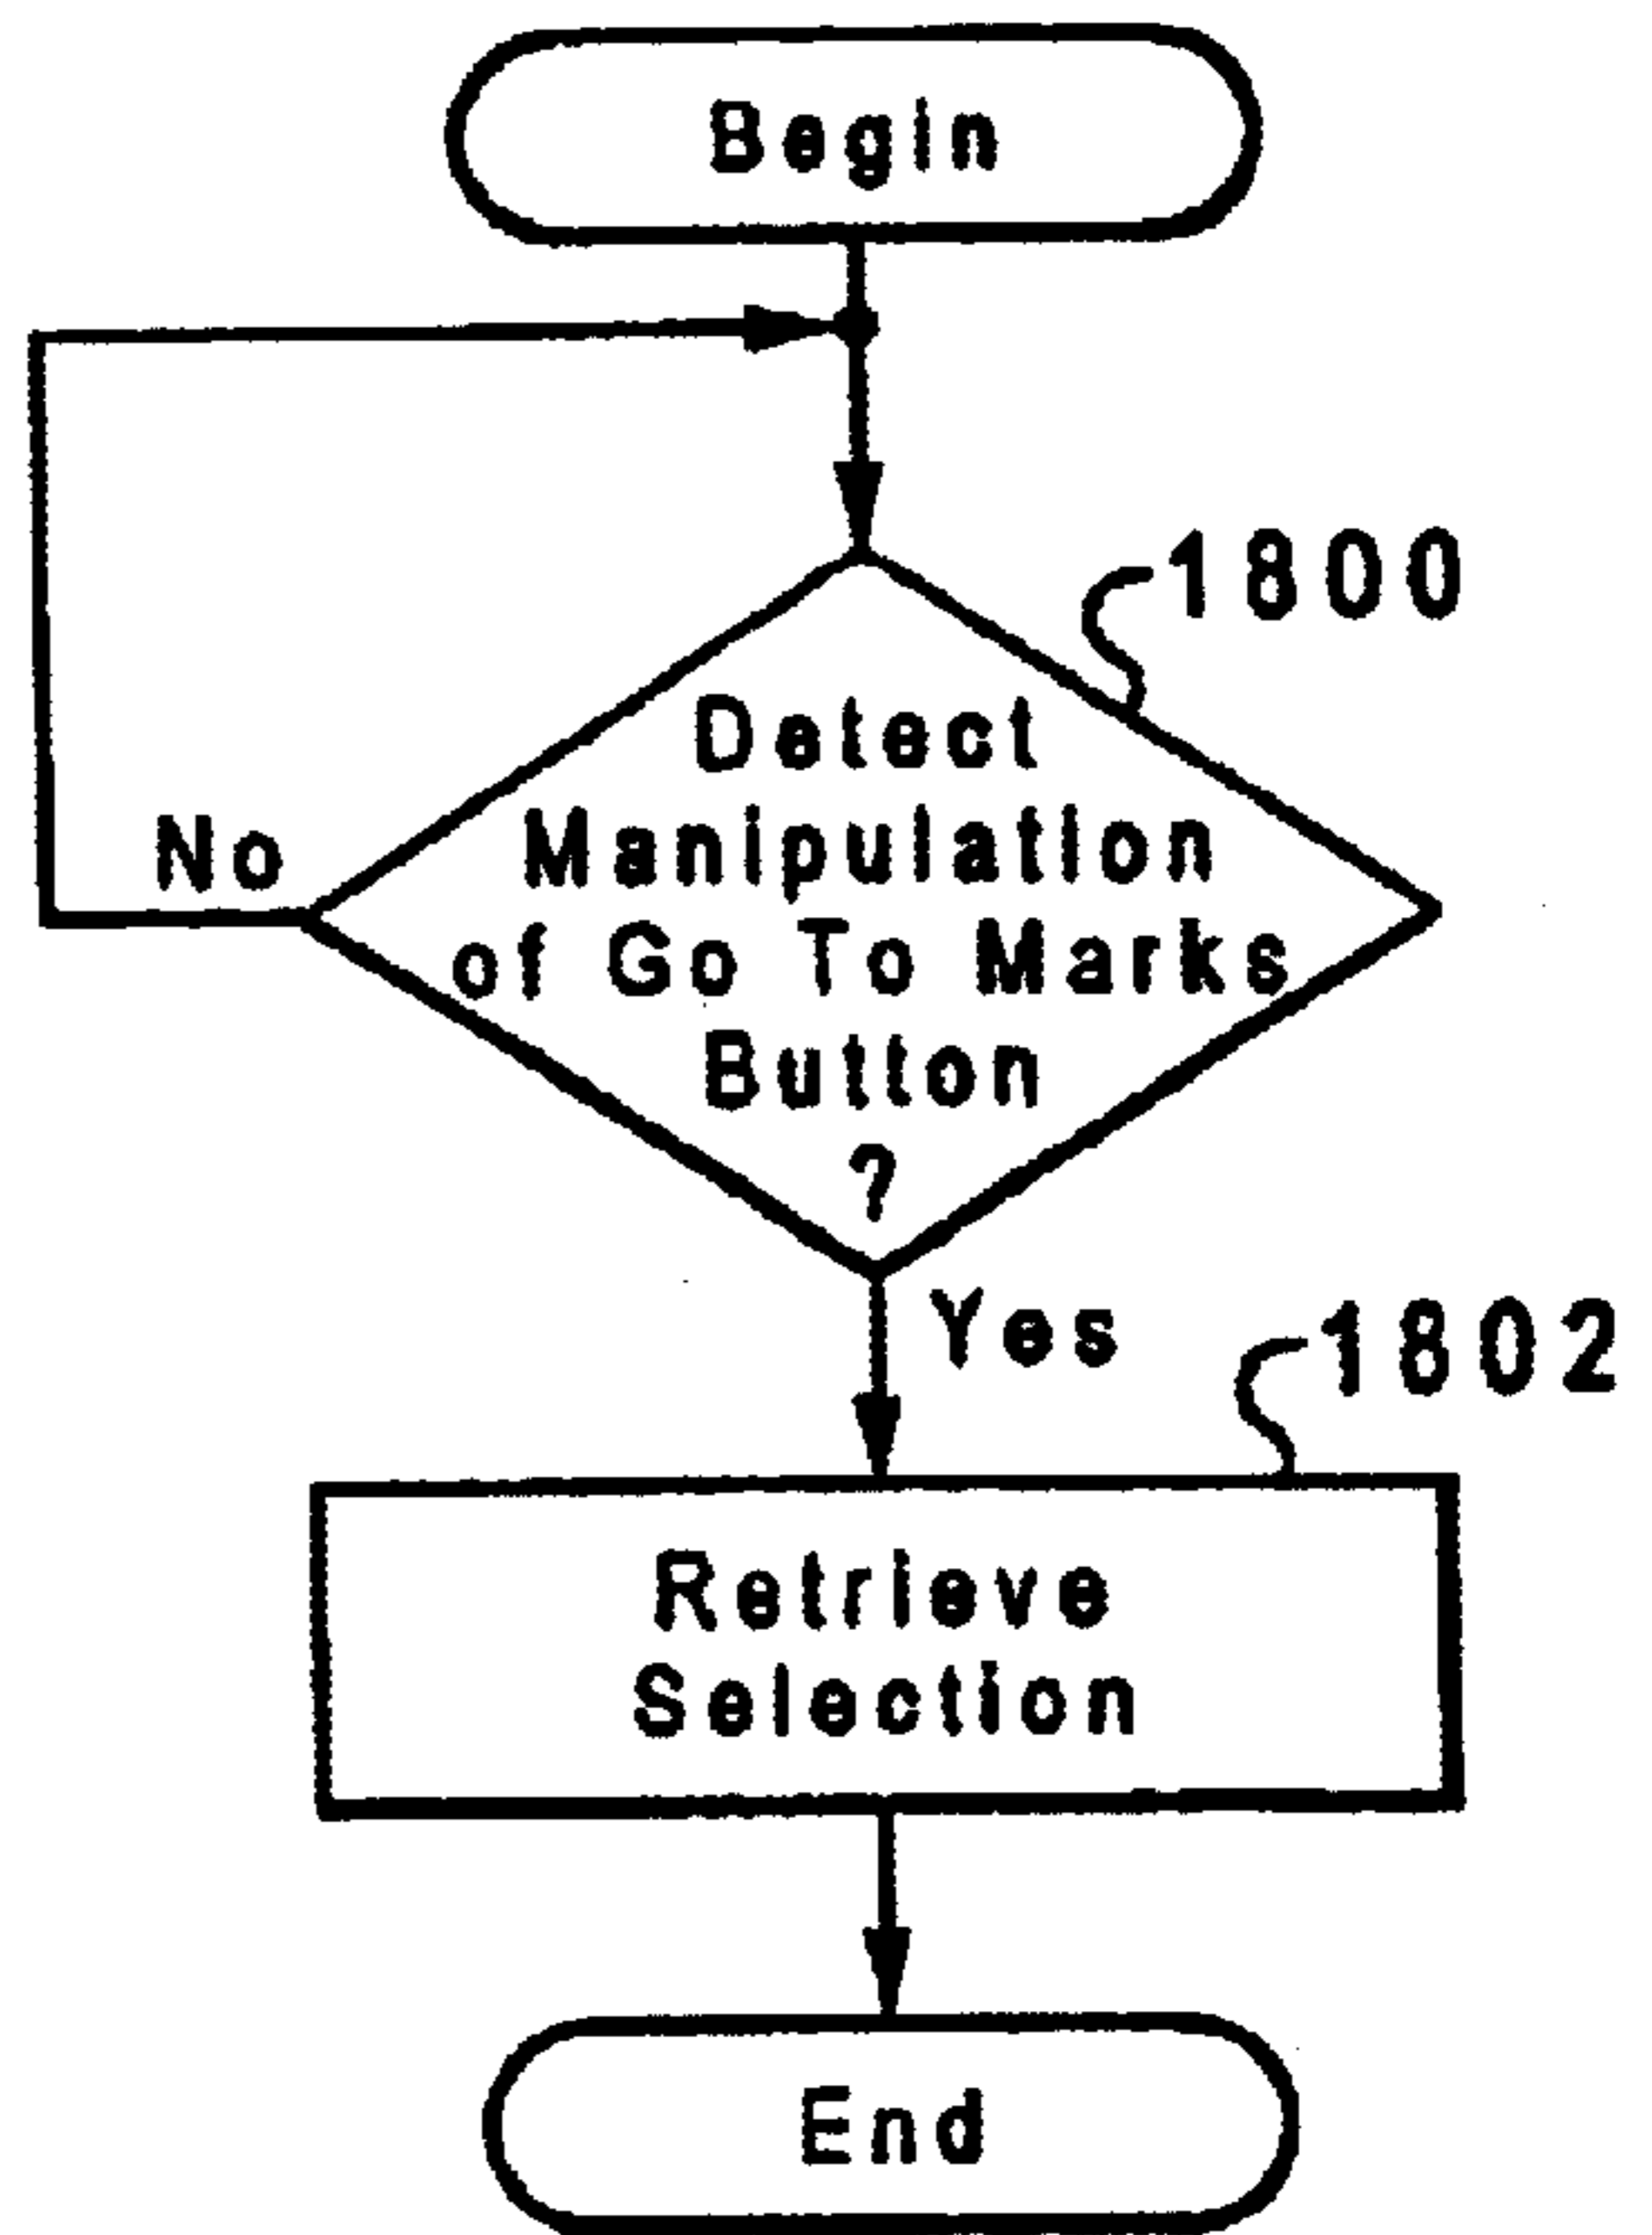 Begin
1800
Detect
Manipulation
of Go To Marks
Button
?
No
Yes
1802
Retrieve
Selection
End